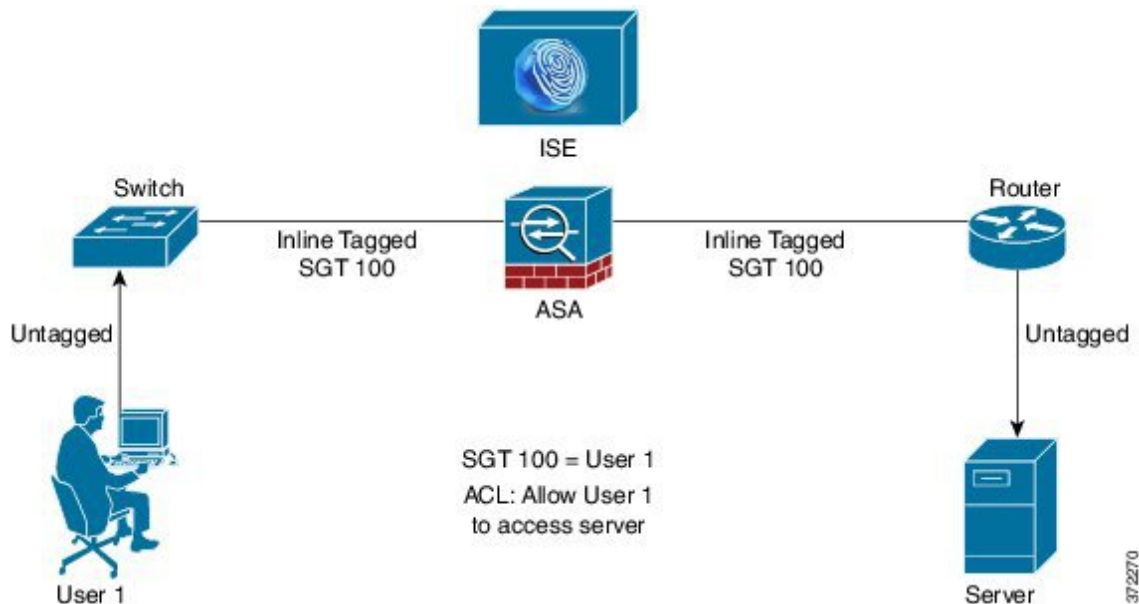 ISE
Switch
Router
Inline Tagged
SGT 100
Inline Tagged
SGT 100
ASA
Untagged
Untagged
SGT 100 = User 1
ACL: Allow User 1
to access server
User 1
Server
372270